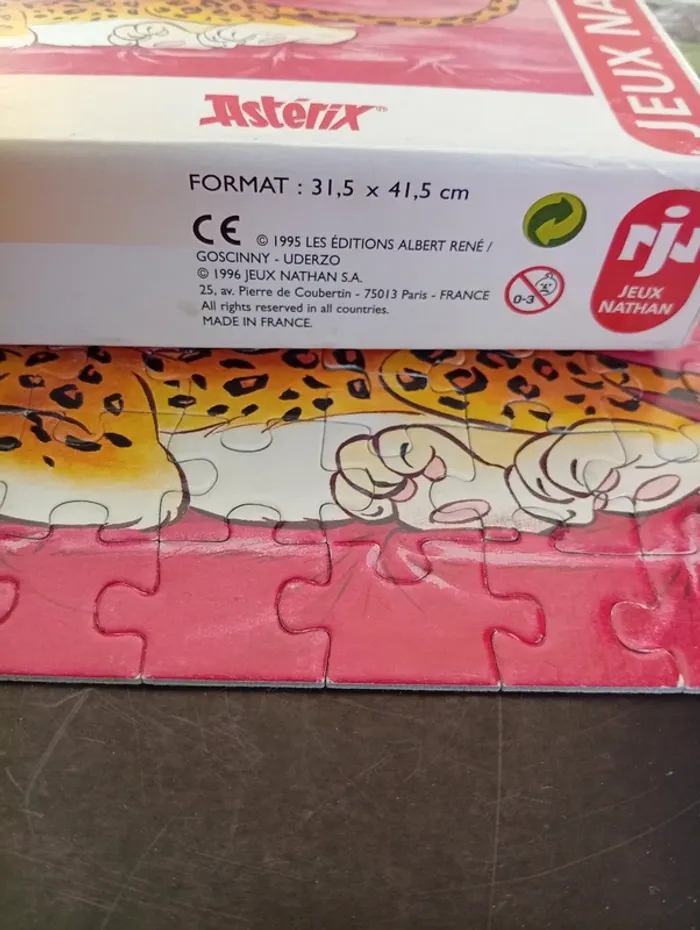 JEUX NA
Astérix
FORMAT : 31,5 x 41,5 cm
CE © 1995 LES ÉDITIONS ALBERT RENÉ /
GOSCINNY - UDERZO
© 1996 JEUX NATHAN S.A.
25, av. Pierre de Coubertin - 75013 Paris - FRANCE
All rights reserved in all countries.
MADE IN FRANCE.
0-3
njn
JEUX
NATHAN